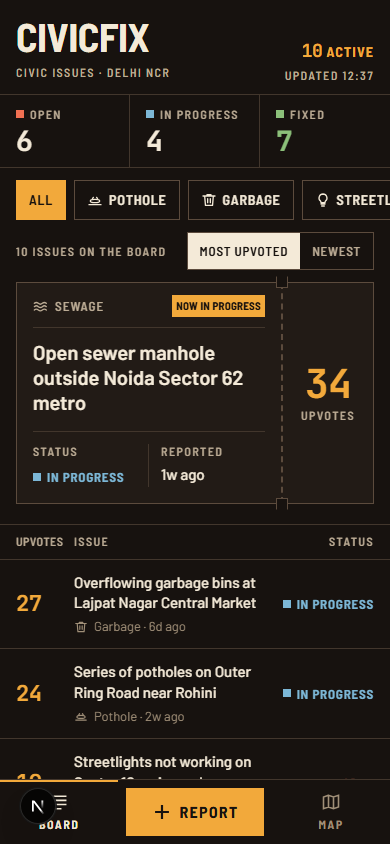 CIVICFIX
CIVIC ISSUES · DELHI NCR
10 ACTIVE
UPDATED 12:37
OPEN
6
IN PROGRESS
4
FIXED
7
ALL
POTHOLE
GARBAGE
10 ISSUES ON THE BOARD
MOST UPVOTED
NEWEST
SEWAGE
NOW IN PROGRESS
Open sewer manhole
outside Noida Sector 62
metro
34
UPVOTES
STATUS
IN PROGRESS
REPORTED
1w ago
UPVOTES ISSUE STATUS
27
Overflowing garbage bins at
Lajpat Nagar Central Market
Garbage · 6d ago
IN PROGRESS
24
Series of potholes on Outer
Ring Road near Rohini
Pothole · 2w ago
IN PROGRESS
Streetlights not working on
N
BOARD
+ REPORT
MAP